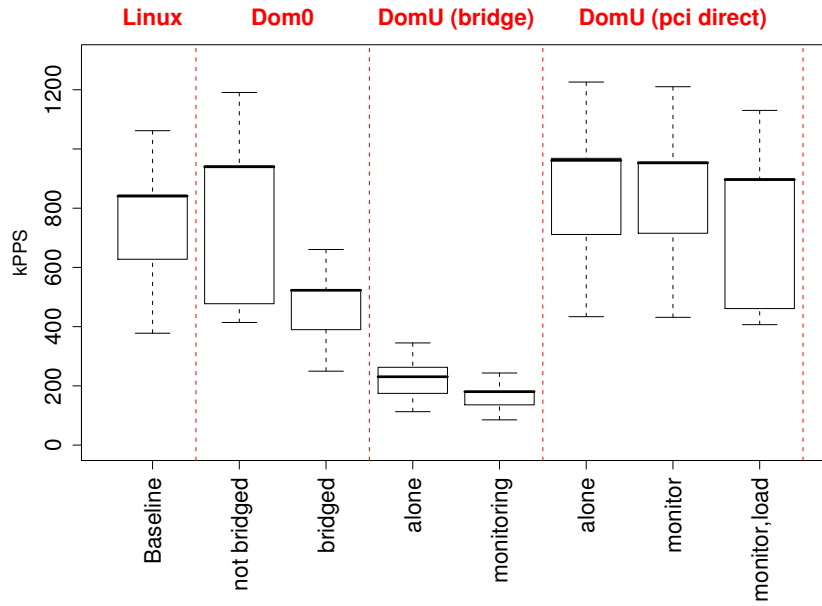 Linux
Dom0
DomU (bridge)
DomU (pci direct)
kPPS
1200
800
600
400
200
0
Baseline
not bridged
bridged
alone
monitoring
alone
monitor
monitor,load